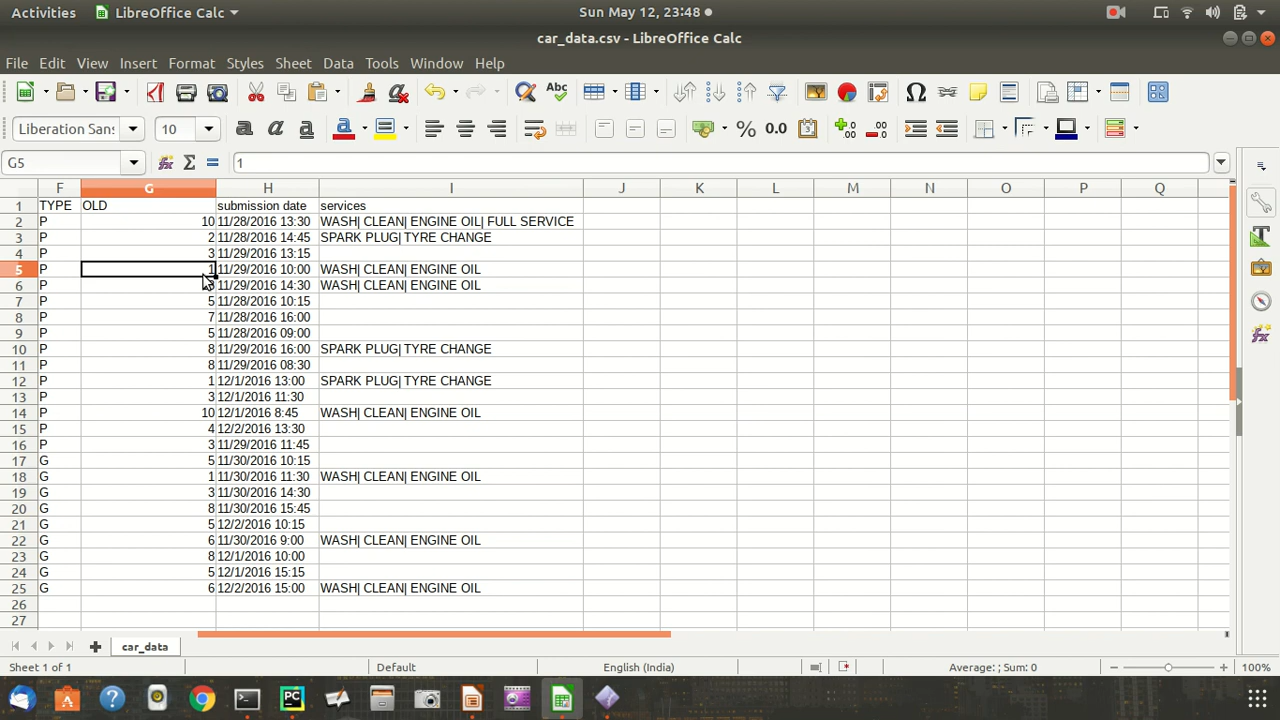 Activities LibreOffice Calc Sun May 12, 23:48
car_data.csv - LibreOffice Calc
File Edit View Insert Format Styles Sheet Data Tools Window Help
Liberation Sans 10
G5 1
F G H I J K L M N O P Q
1 TYPE OLD submission date services
2 P 10 11/28/2016 13:30 WASH| CLEAN| ENGINE OIL| FULL SERVICE
3 P 2 11/28/2016 14:45 SPARK PLUG| TYRE CHANGE
4 P 3 11/29/2016 13:15
5 P 1 11/29/2016 10:00 WASH| CLEAN| ENGINE OIL
6 P 11/29/2016 14:30 WASH| CLEAN| ENGINE OIL
7 P 5 11/28/2016 10:15
8 P 7 11/28/2016 16:00
9 P 5 11/28/2016 09:00
10 P 8 11/29/2016 16:00 SPARK PLUG| TYRE CHANGE
11 P 8 11/29/2016 08:30
12 P 1 12/1/2016 13:00 SPARK PLUG| TYRE CHANGE
13 P 3 12/1/2016 11:30
14 P 10 12/1/2016 8:45 WASH| CLEAN| ENGINE OIL
15 P 4 12/2/2016 13:30
16 P 3 11/29/2016 11:45
17 G 5 11/30/2016 10:15
18 G 1 11/30/2016 11:30 WASH| CLEAN| ENGINE OIL
19 G 3 11/30/2016 14:30
20 G 8 11/30/2016 15:45
21 G 5 12/2/2016 10:15
22 G 6 11/30/2016 9:00 WASH| CLEAN| ENGINE OIL
23 G 8 12/1/2016 10:00
24 G 5 12/1/2016 15:15
25 G 6 12/2/2016 15:00 WASH| CLEAN| ENGINE OIL
26
27
car_data
Sheet 1 of 1 Default English (India) Average: ; Sum: 0 100%